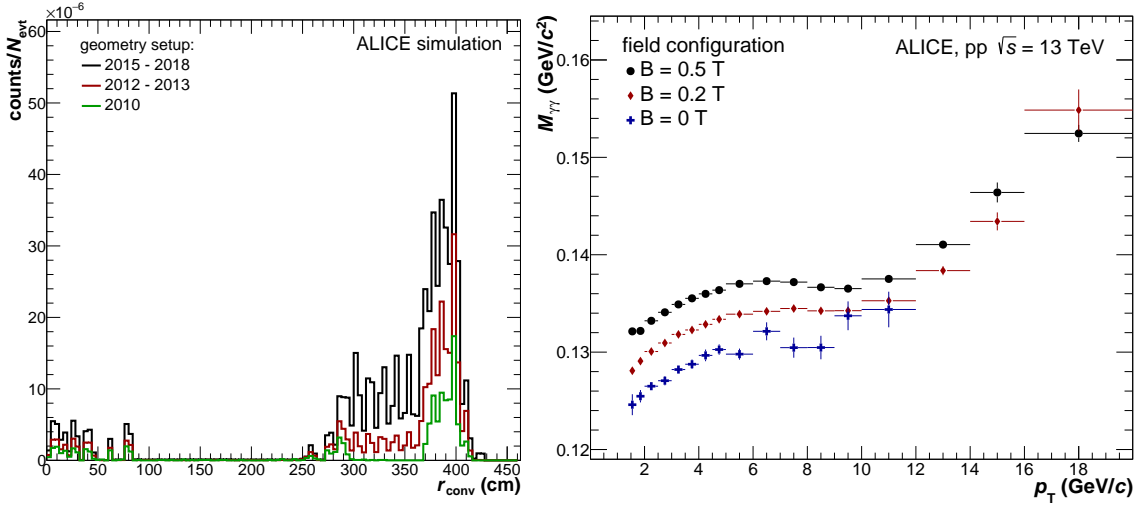 ×10⁻⁶
counts/N_evt
60
50
40
30
20
10
0
geometry setup:
2015 - 2018
2012 - 2013
2010
ALICE simulation
0 50 100 150 200 250 300 350 400 450
r_conv (cm)
M_γγ (GeV/c²)
0.16
0.15
0.14
0.13
0.12
field configuration
B = 0.5 T
B = 0.2 T
B = 0 T
ALICE, pp √s = 13 TeV
2 4 6 8 10 12 14 16 18
p_T (GeV/c)